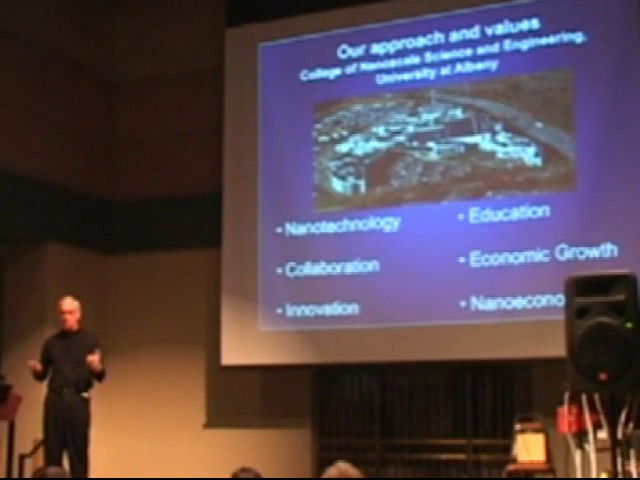 Our approach and values
College of Nanoscale Science and Engineering,
University at Albany
• Nanotechnology
• Education
• Collaboration
• Economic Growth
• Innovation
• Nanoecono